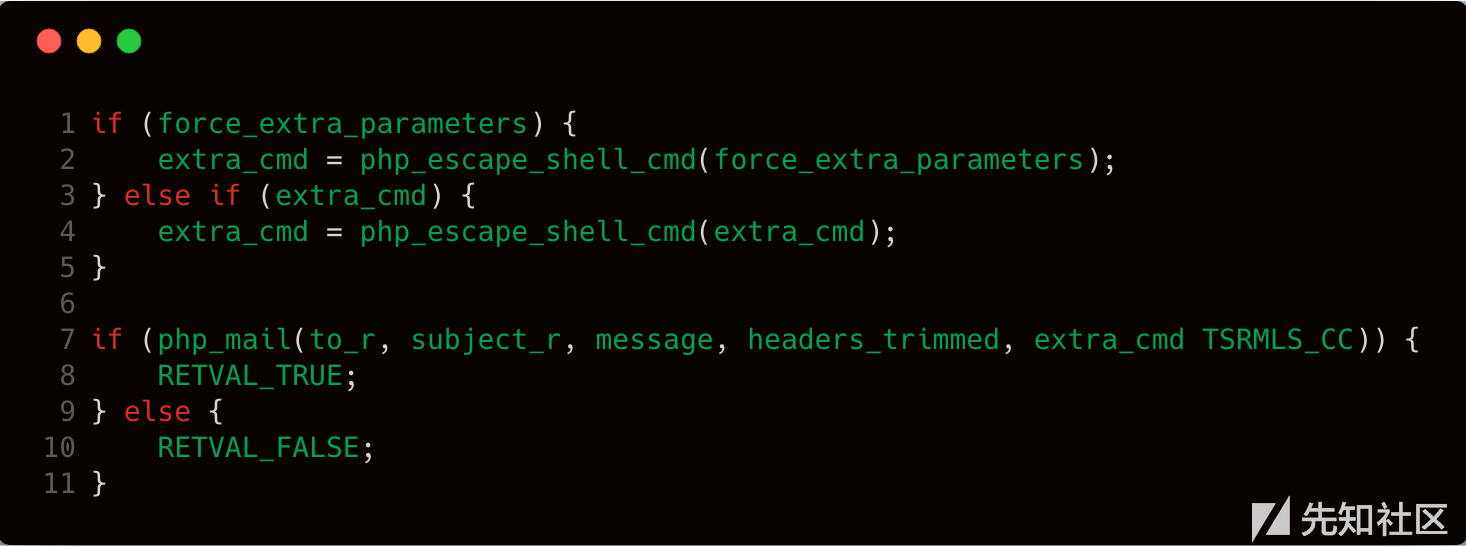 1 if (force_extra_parameters) {
2     extra_cmd = php_escape_shell_cmd(force_extra_parameters);
3 } else if (extra_cmd) {
4     extra_cmd = php_escape_shell_cmd(extra_cmd);
5 }
6
7 if (php_mail(to_r, subject_r, message, headers_trimmed, extra_cmd TSRMLS_CC)) {
8     RETVAL_TRUE;
9 } else {
10     RETVAL_FALSE;
11 }
先知社区